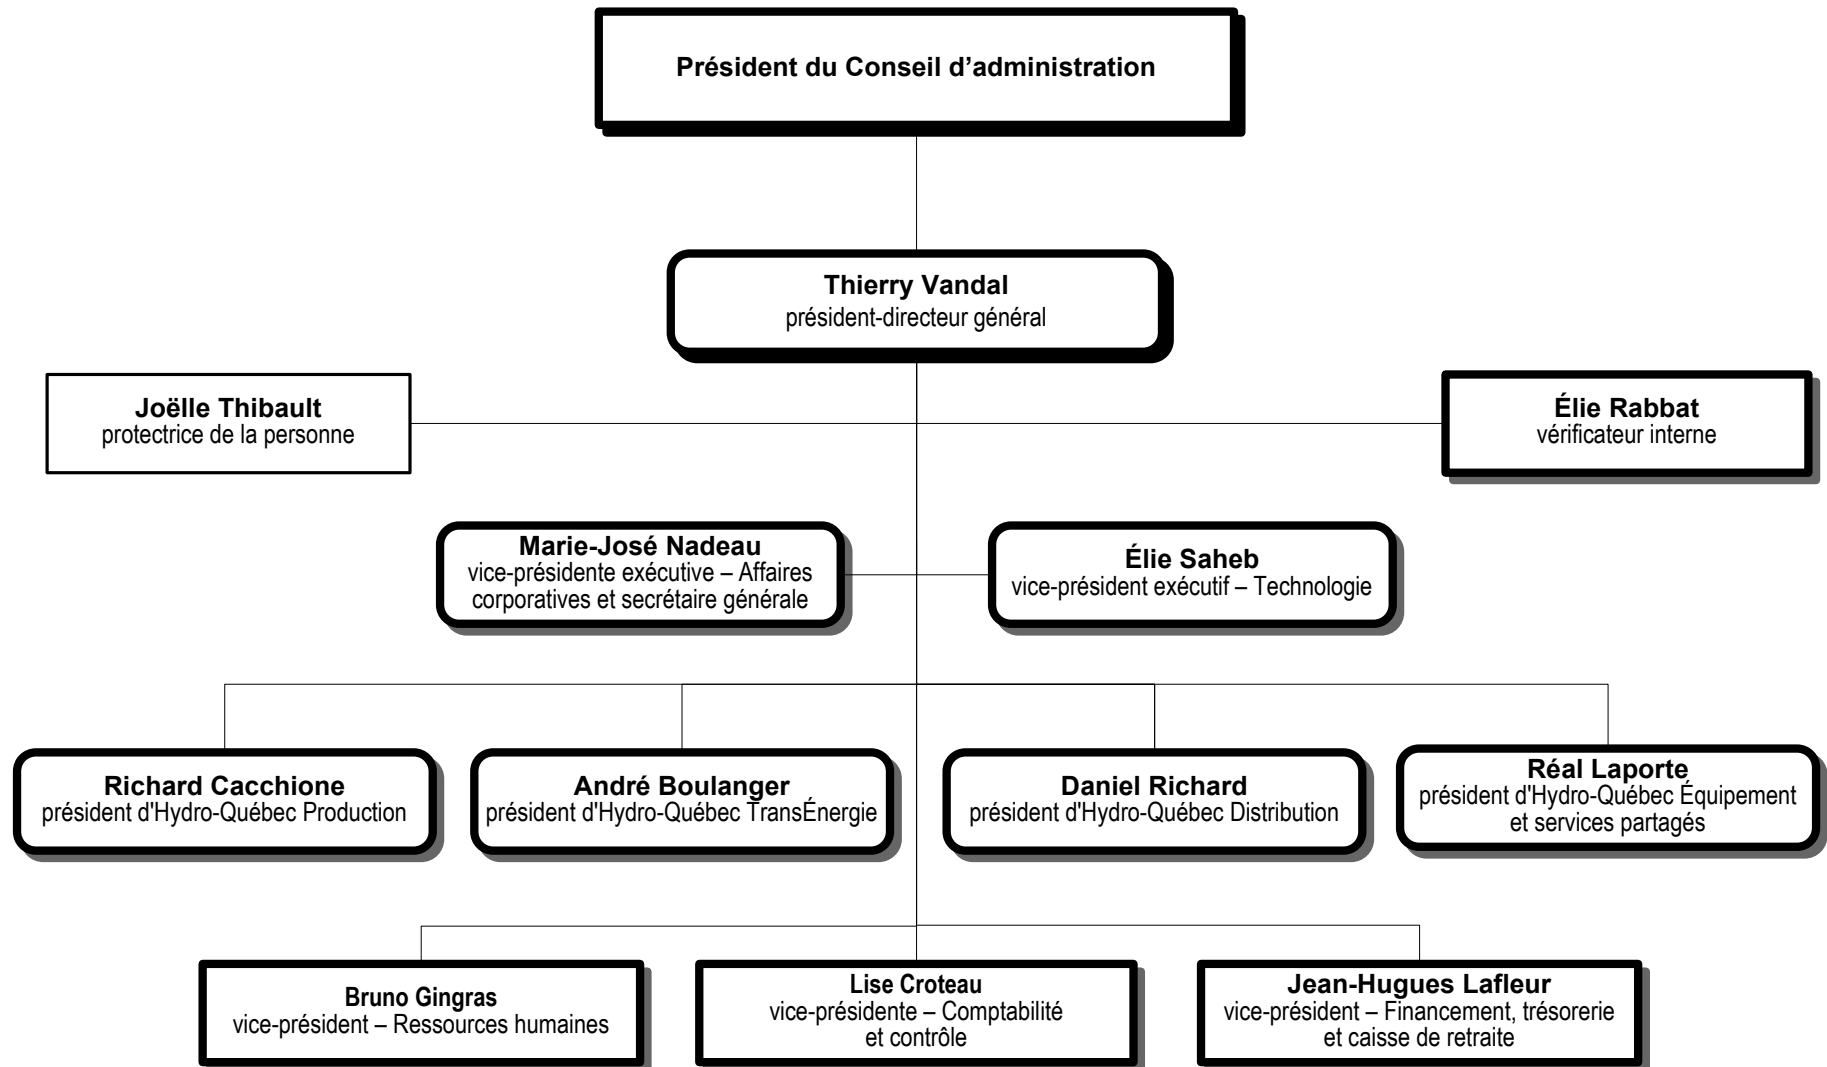 Président du Conseil d’administration
Thierry Vandal
président-directeur général
Joëlle Thibault
protectrice de la personne
Élie Rabbat
vérificateur interne
Marie-José Nadeau
vice-présidente exécutive – Affaires
corporatives et secrétaire générale
Élie Saheb
vice-président exécutif – Technologie
Richard Cacchione
président d'Hydro-Québec Production
André Boulanger
président d'Hydro-Québec TransÉnergie
Daniel Richard
président d'Hydro-Québec Distribution
Réal Laporte
président d'Hydro-Québec Équipement
et services partagés
Bruno Gingras
vice-président – Ressources humaines
Lise Croteau
vice-présidente – Comptabilité
et contrôle
Jean-Hugues Lafleur
vice-président – Financement, trésorerie
et caisse de retraite